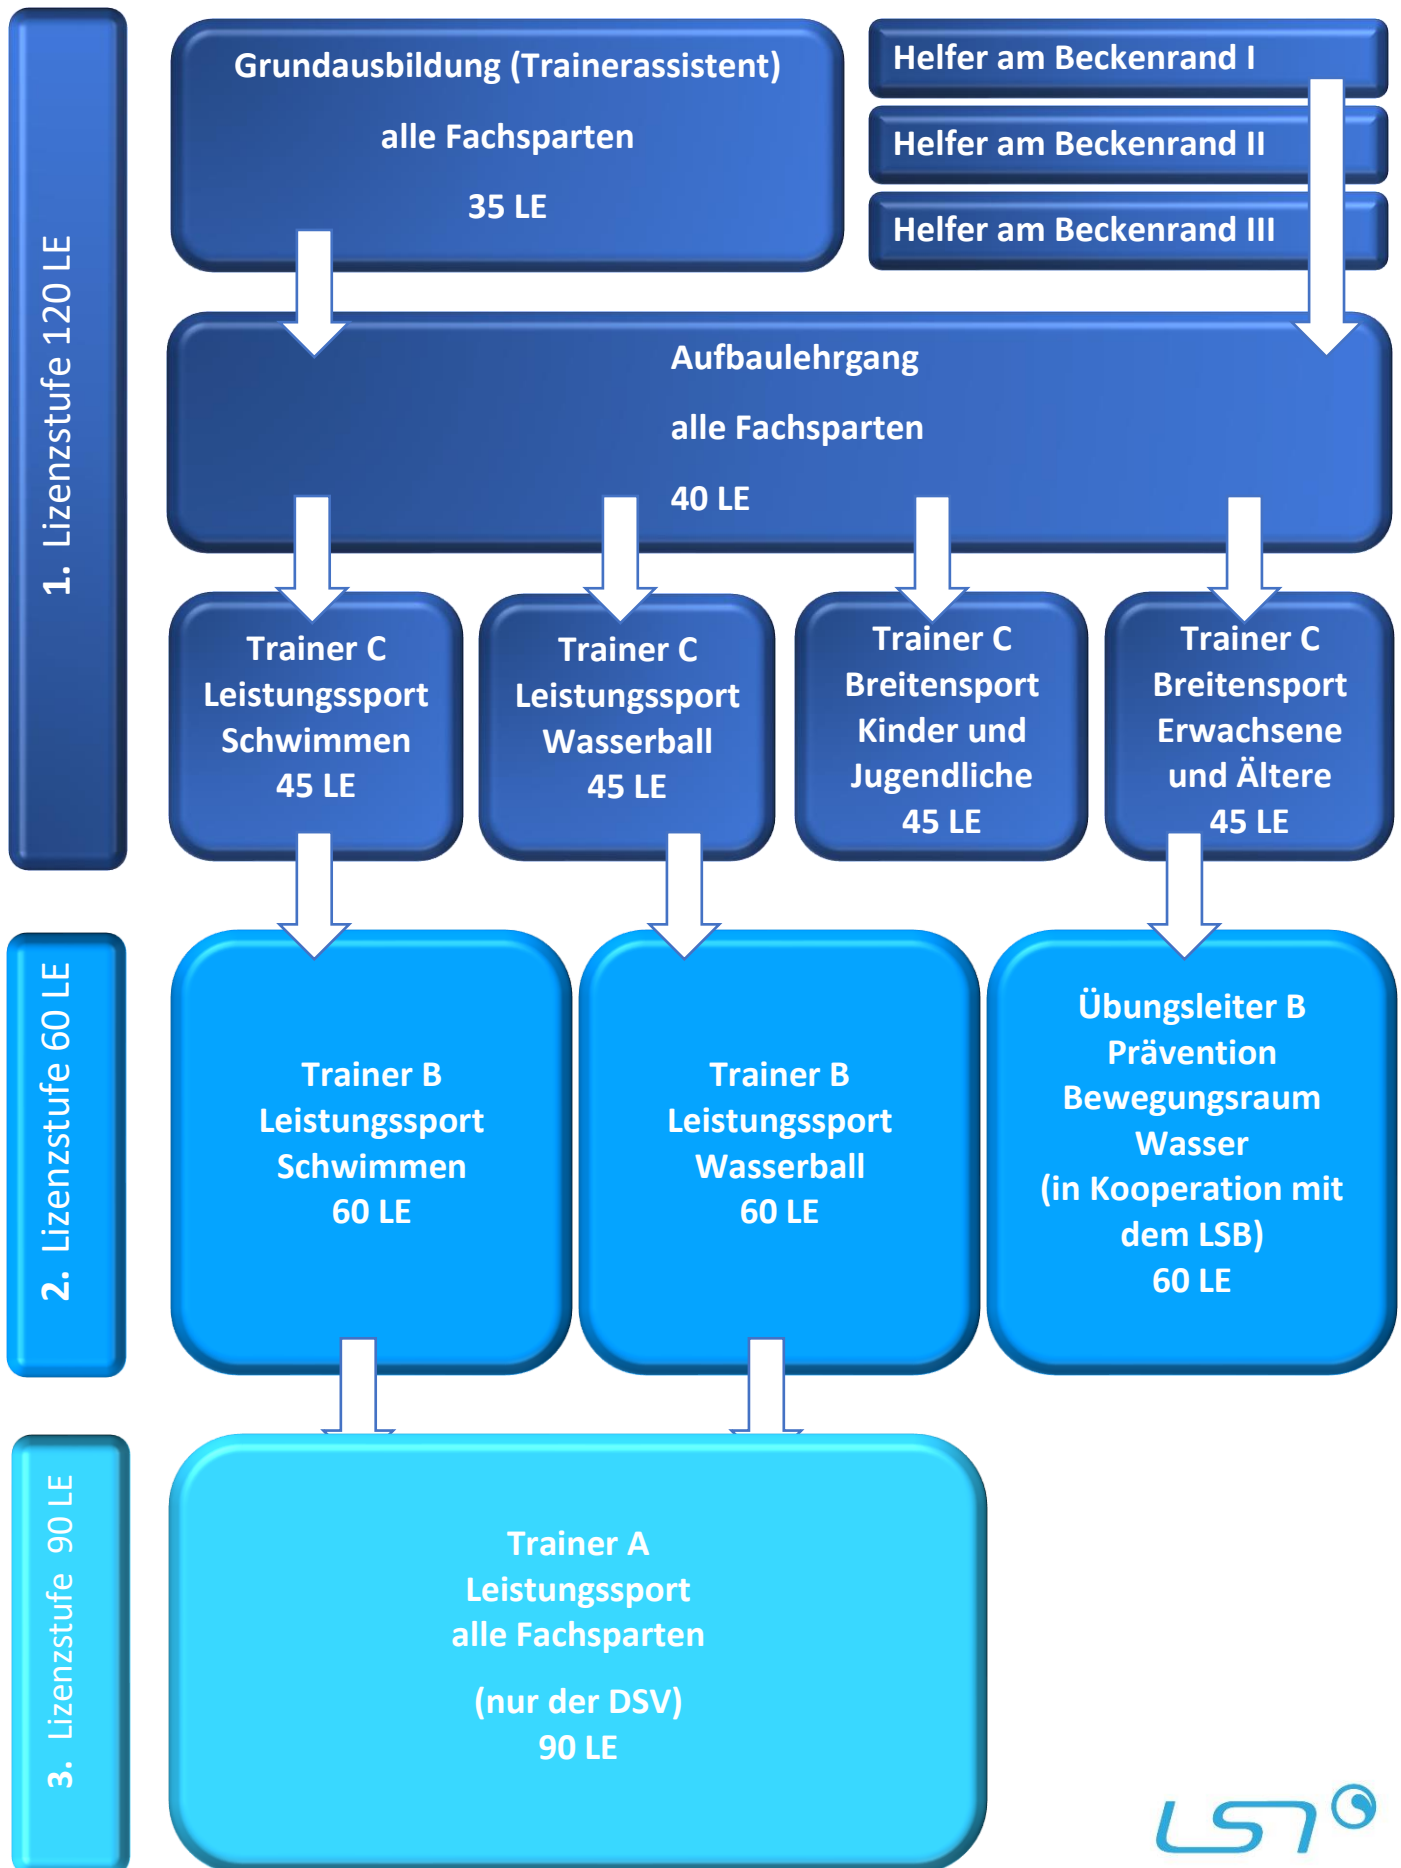 1. Lizenzstufe 120 LE
Grundausbildung (Trainerassistent)
alle Fachsparten
35 LE
Helfer am Beckenrand I
Helfer am Beckenrand II
Helfer am Beckenrand III
Aufbaulehrgang
alle Fachsparten
40 LE
Trainer C
Leistungssport
Schwimmen
45 LE
Trainer C
Leistungssport
Wasserball
45 LE
Trainer C
Breitensport
Kinder und
Jugendliche
45 LE
Trainer C
Breitensport
Erwachsene
und Ältere
45 LE
2. Lizenzstufe 60 LE
Trainer B
Leistungssport
Schwimmen
60 LE
Trainer B
Leistungssport
Wasserball
60 LE
Übungsleiter B
Prävention
Bewegungsraum
Wasser
(in Kooperation mit
dem LSB)
60 LE
3. Lizenzstufe 90 LE
Trainer A
Leistungssport
alle Fachsparten
(nur der DSV)
90 LE
LSN